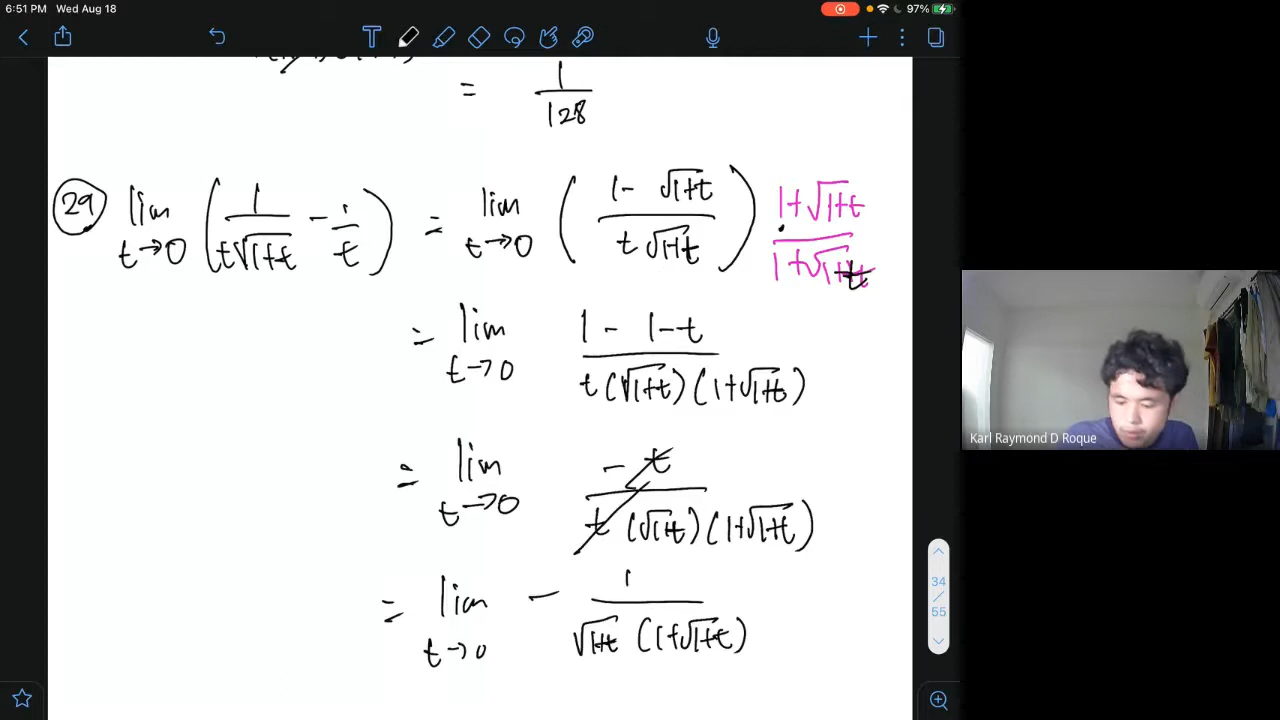 6:51 PM Wed Aug 18
97%
T
= 1/128
29 lim t→0 (1/(t√(1+t)) - 1/t) = lim t→0 ((1 - √(1+t))/(t√(1+t))) · (1+√(1+t))/(1+√(1+t))
= lim t→0 (1 - 1-t)/(t(√(1+t))(1+√(1+t)))
= lim t→0 -t/(t(√(1+t))(1+√(1+t)))
= lim t→0 - 1/(√(1+t)(1+√(1+t)))
Karl Raymond D Roque
34
/
55